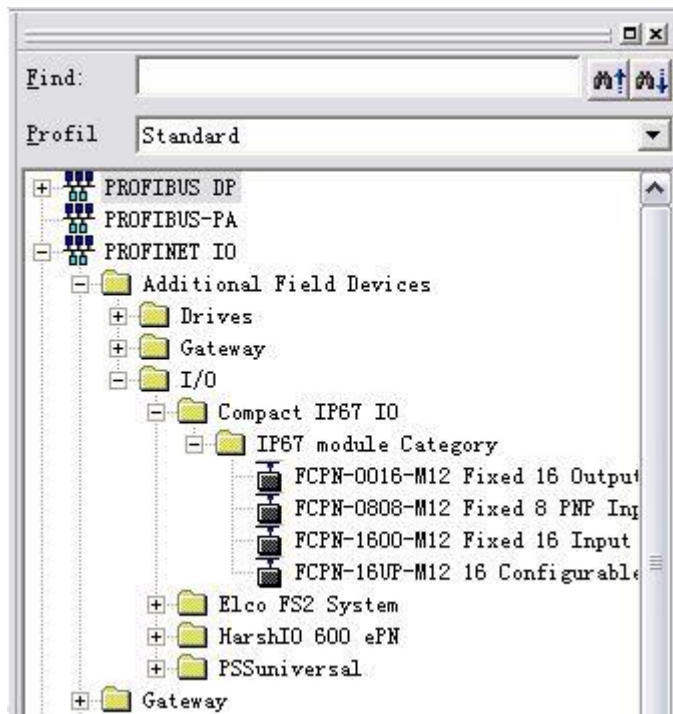 Find:
Profil Standard
PROFIBUS DP
PROFIBUS-PA
PROFINET IO
Additional Field Devices
Drives
Gateway
I/O
Compact IP67 IO
IP67 module Category
FCPN-0016-M12 Fixed 16 Output
FCPN-0808-M12 Fixed 8 PNP Inp
FCPN-1600-M12 Fixed 16 Input
FCPN-16UP-M12 16 Configurable
Elco FS2 System
HarshIO 600 ePN
PSSuniversal
Gateway